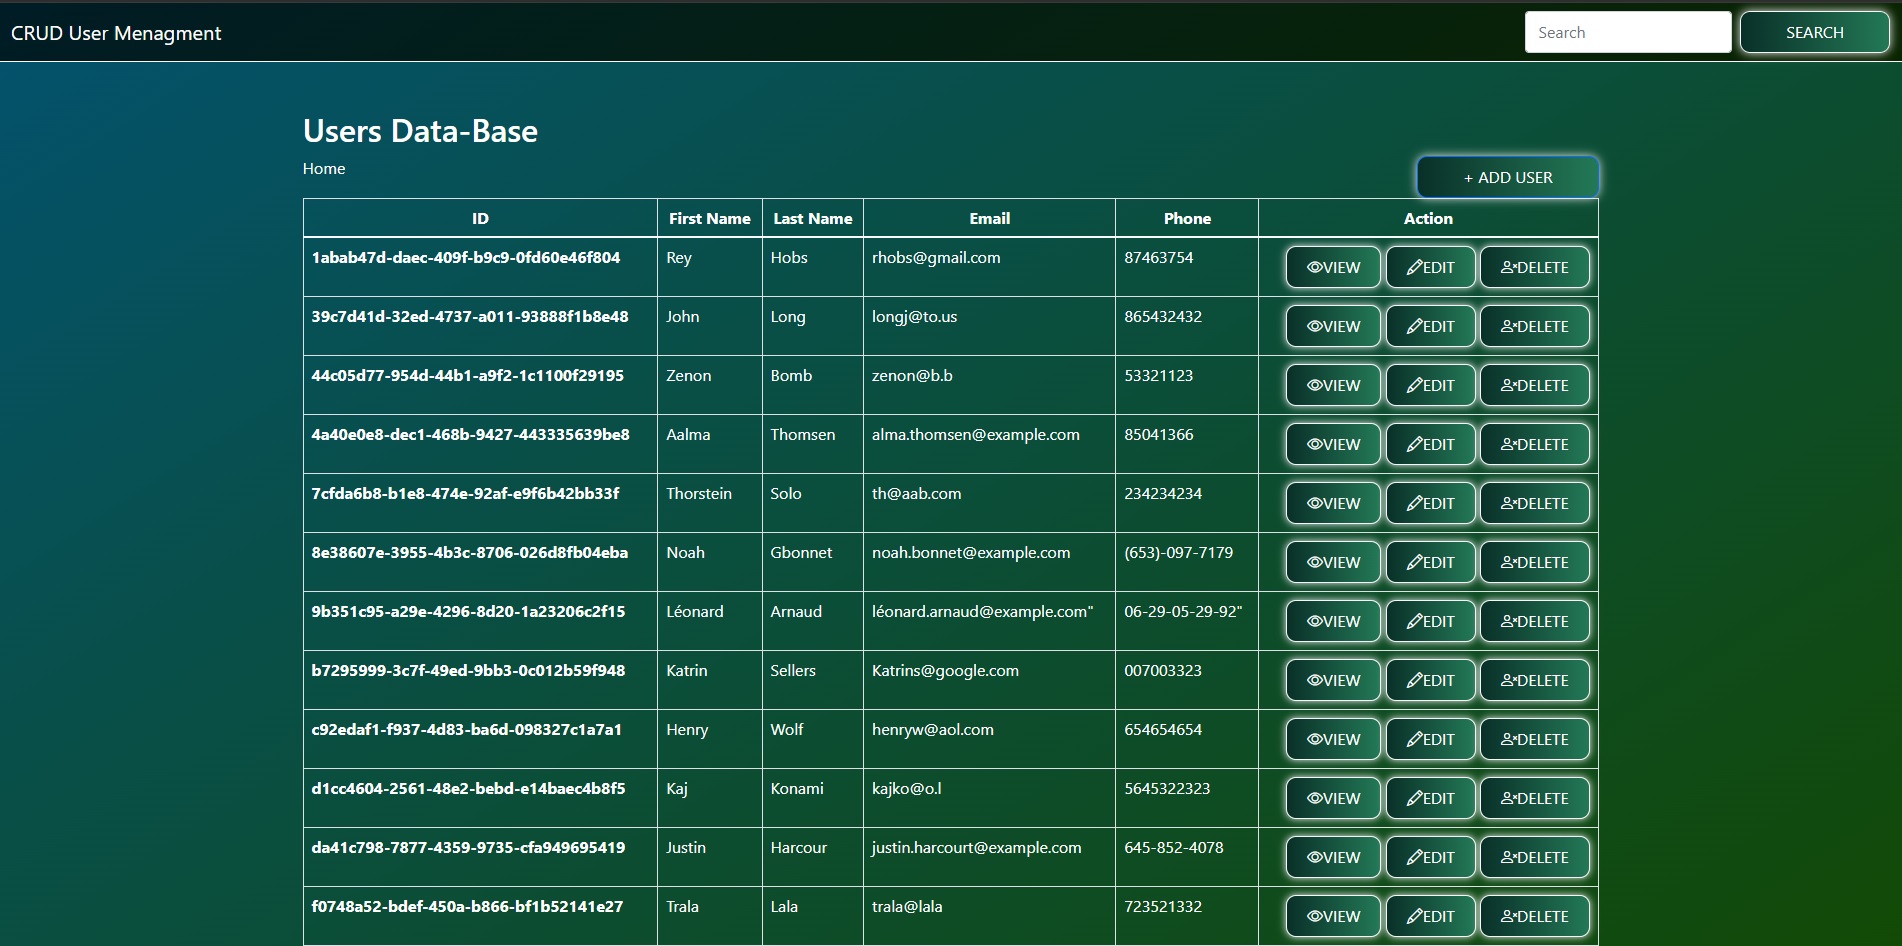 CRUD User Menagment Search SEARCH
Users Data-Base
Home
+ ADD USER
ID First Name Last Name Email Phone Action
1abab47d-daec-409f-b9c9-0fd60e46f804 Rey Hobs rhobs@gmail.com 87463754 VIEW EDIT DELETE
39c7d41d-32ed-4737-a011-93888f1b8e48 John Long longj@to.us 865432432 VIEW EDIT DELETE
44c05d77-954d-44b1-a9f2-1c1100f29195 Zenon Bomb zenon@b.b 53321123 VIEW EDIT DELETE
4a40e0e8-dec1-468b-9427-443335639be8 Aalma Thomsen alma.thomsen@example.com 85041366 VIEW EDIT DELETE
7cfda6b8-b1e8-474e-92af-e9f6b42bb33f Thorstein Solo th@aab.com 234234234 VIEW EDIT DELETE
8e38607e-3955-4b3c-8706-026d8fb04eba Noah Gbonnet noah.bonnet@example.com (653)-097-7179 VIEW EDIT DELETE
9b351c95-a29e-4296-8d20-1a23206c2f15 Léonard Arnaud léonard.arnaud@example.com" 06-29-05-29-92" VIEW EDIT DELETE
b7295999-3c7f-49ed-9bb3-0c012b59f948 Katrin Sellers Katrins@google.com 007003323 VIEW EDIT DELETE
c92edaf1-f937-4d83-ba6d-098327c1a7a1 Henry Wolf henryw@aol.com 654654654 VIEW EDIT DELETE
d1cc4604-2561-48e2-bebd-e14baec4b8f5 Kaj Konami kajko@o.l 5645322323 VIEW EDIT DELETE
da41c798-7877-4359-9735-cfa949695419 Justin Harcour justin.harcourt@example.com 645-852-4078 VIEW EDIT DELETE
f0748a52-bdef-450a-b866-bf1b52141e27 Trala Lala trala@lala 723521332 VIEW EDIT DELETE